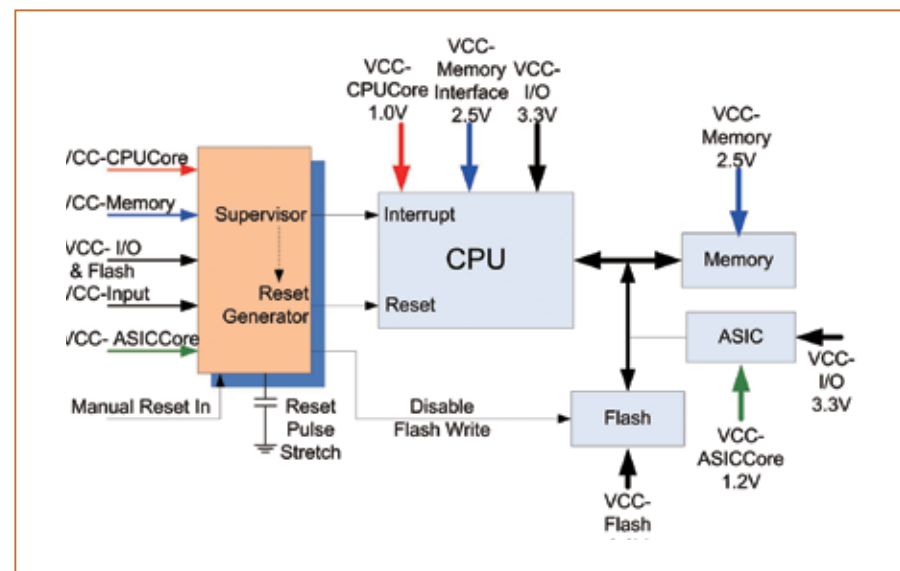 VCC-
CPUCore
1.0V
VCC-
Memory
Interface
2.5V
VCC-
I/O
3.3V
VCC-
Memory
2.5V
VCC-CPUCore
VCC-Memory
VCC- I/O
& Flash
VCC-Input
VCC- ASICCore
Supervisor
Reset
Generator
Interrupt
CPU
Reset
Memory
ASIC
VCC-
I/O
3.3V
Manual Reset In
Reset
Pulse
Stretch
Disable
Flash Write
Flash
VCC-
ASICCore
1.2V
VCC-
Flash